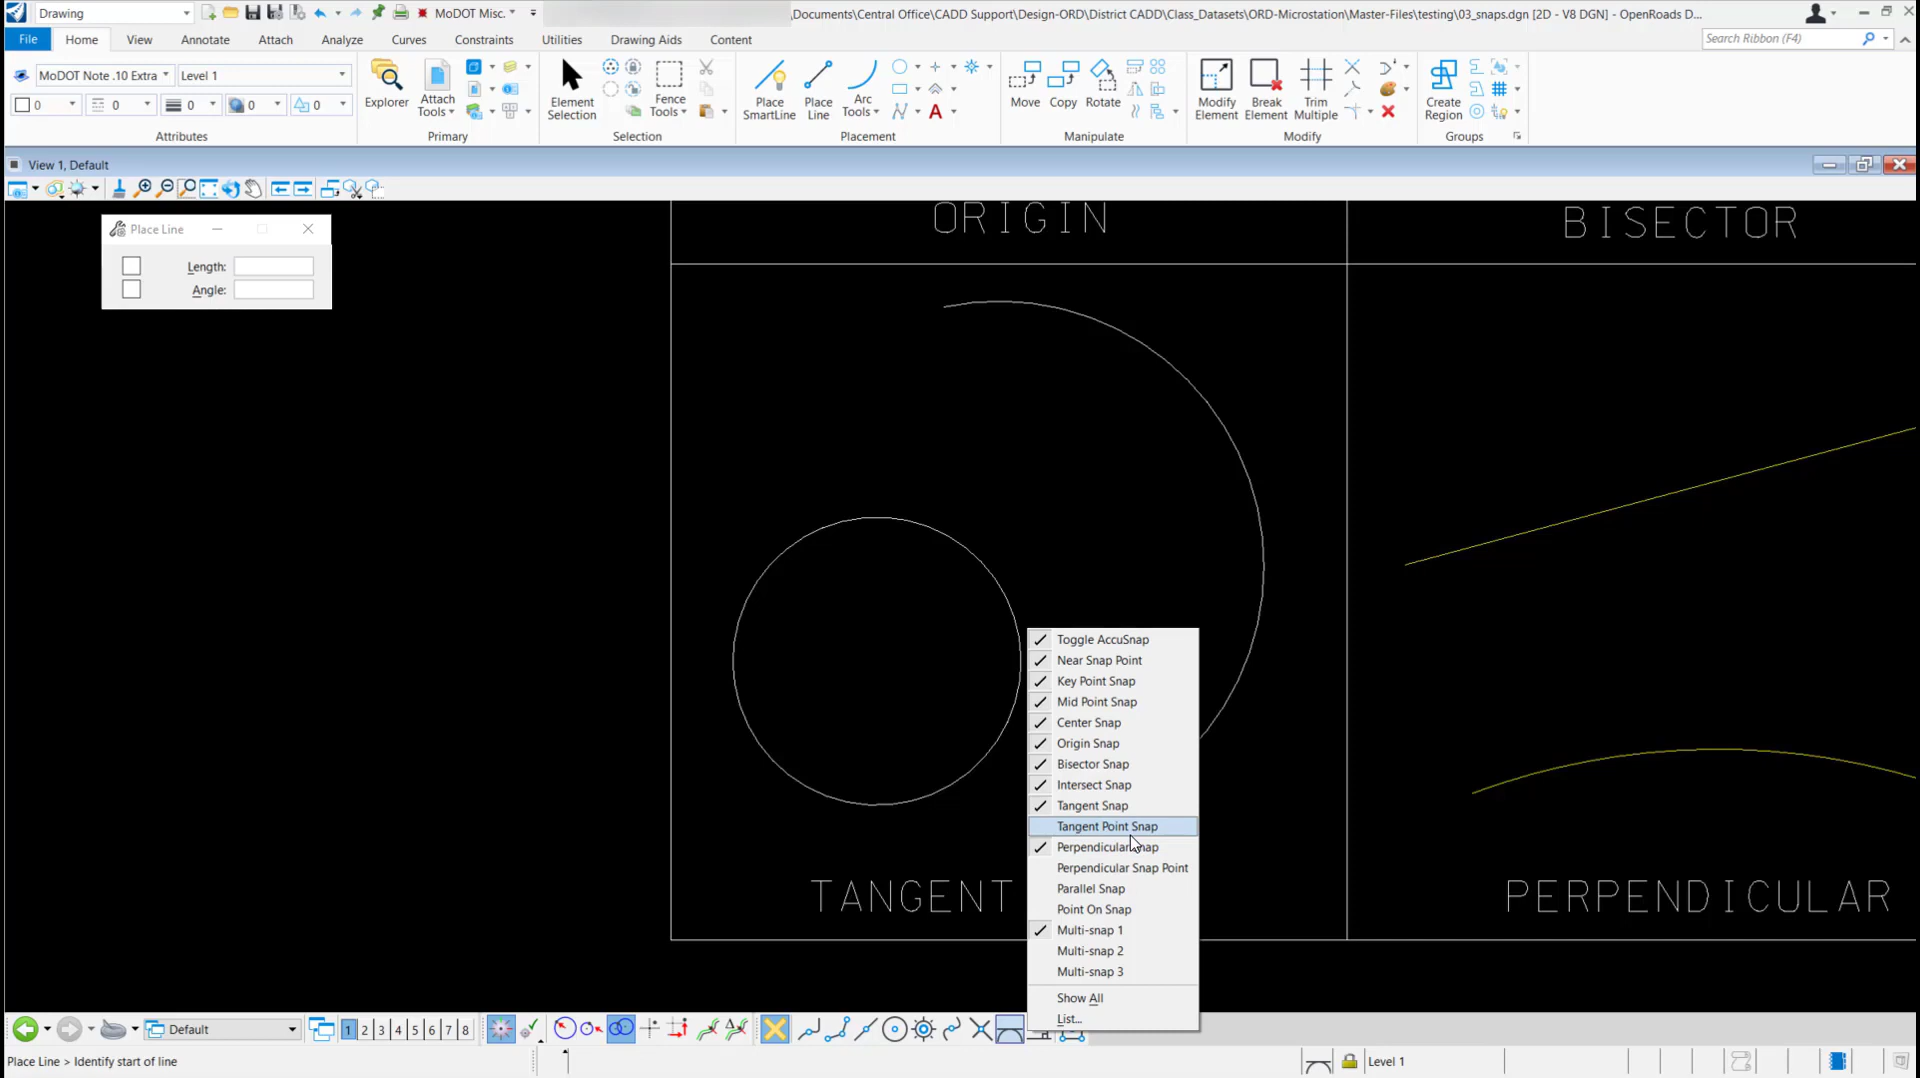 Drawing
MoDOT Misc.
,Documents\Central Office\CADD Support\Design-ORD\District CADD\Class_Datasets\ORD-Microstation\Master-Files\testing\03_snaps.dgn [2D - V8 DGN] - OpenRoads D...
File
Home
View
Annotate
Attach
Analyze
Curves
Constraints
Utilities
Drawing Aids
Content
Search Ribbon (F4)
MoDOT Note .10 Extra
Level 1
0
0
0
0
0
Attributes
Explorer
Attach Tools
Primary
Element Selection
Fence Tools
Selection
Place SmartLine
Place Line
Arc Tools
Placement
Move
Copy
Rotate
Manipulate
Modify Element
Break Element
Trim Multiple
Modify
Create Region
Groups
View 1, Default
Place Line
Length:
Angle:
ORIGIN
BISECTOR
TANGENT
PERPENDICULAR
Toggle AccuSnap
Near Snap Point
Key Point Snap
Mid Point Snap
Center Snap
Origin Snap
Bisector Snap
Intersect Snap
Tangent Snap
Tangent Point Snap
Perpendicular Snap
Perpendicular Snap Point
Parallel Snap
Point On Snap
Multi-snap 1
Multi-snap 2
Multi-snap 3
Show All
List...
Default
1 2 3 4 5 6 7 8
Place Line > Identify start of line
Level 1